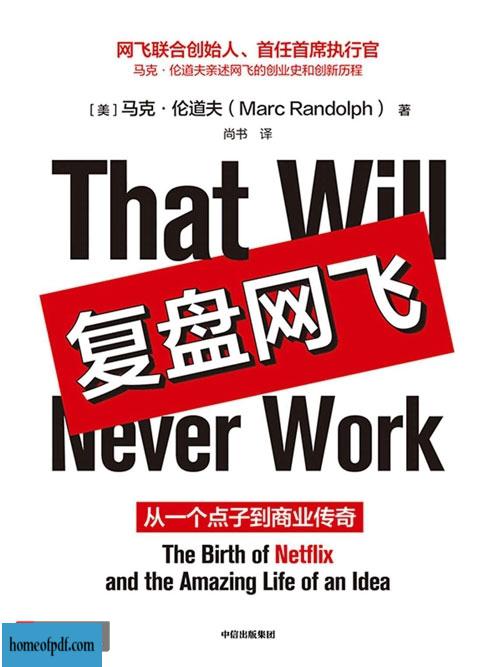 网飞联合创始人、首任首席执行官
马克·伦道夫亲述网飞的创业史和创新历程
[美]马克·伦道夫(Marc Randolph)著
尚书 译
That Will
复盘网飞
Never Work
从一个点子到商业传奇
The Birth of Netflix
and the Amazing Life of an Idea
中信出版集团
homeofpdf.com